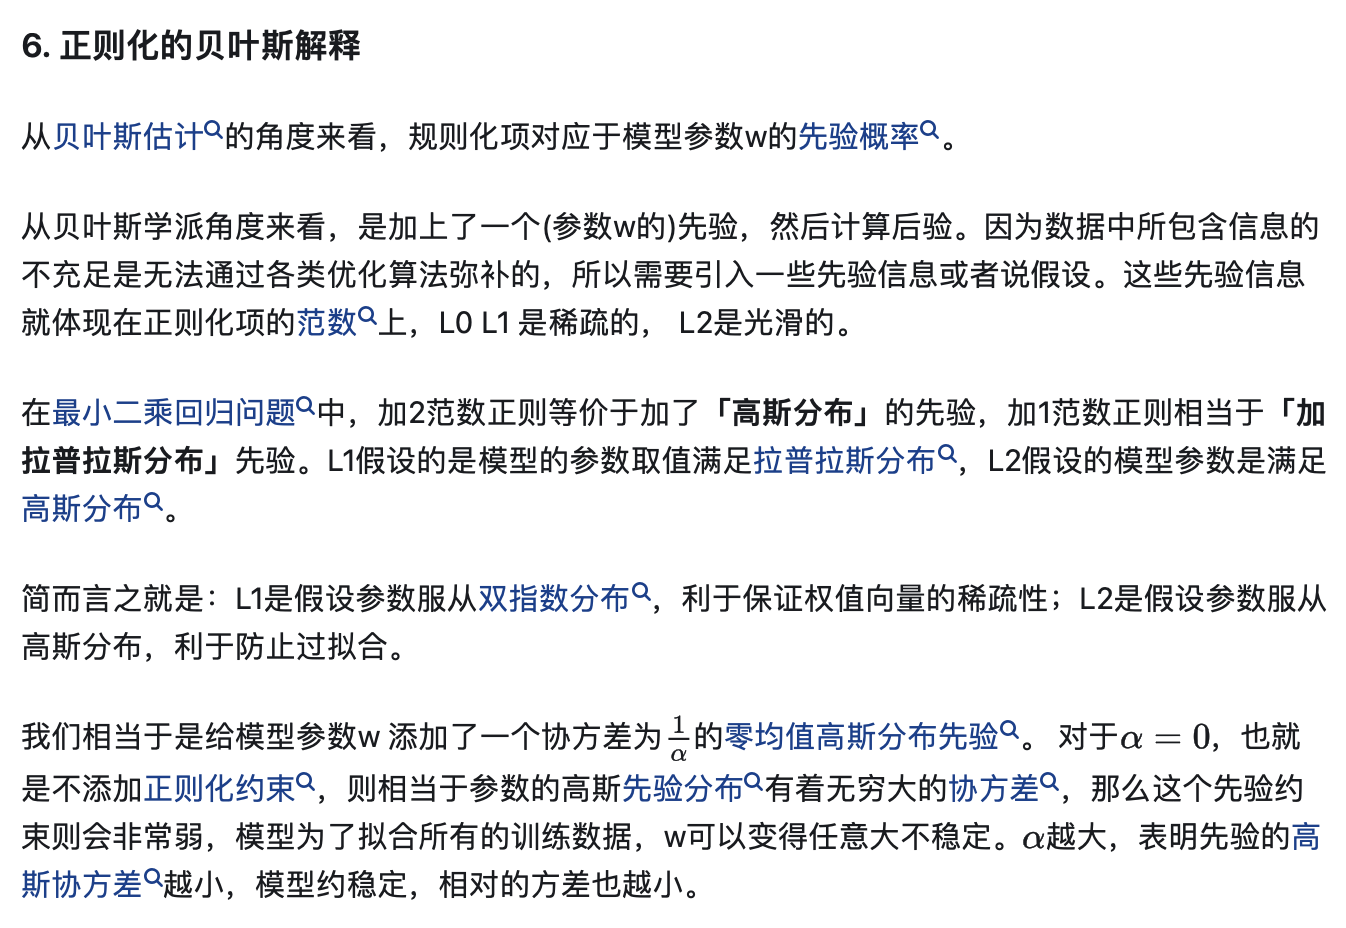 6. 正则化的贝叶斯解释
从贝叶斯估计的角度来看，规则化项对应于模型参数w的先验概率。
从贝叶斯学派角度来看，是加上了一个(参数w的)先验，然后计算后验。因为数据中所包含信息的
不充足是无法通过各类优化算法弥补的，所以需要引入一些先验信息或者说假设。这些先验信息
就体现在正则化项的范数上，L0 L1 是稀疏的， L2是光滑的。
在最小二乘回归问题中，加2范数正则等价于加了「高斯分布」的先验，加1范数正则相当于「加
拉普拉斯分布」先验。L1假设的是模型的参数取值满足拉普拉斯分布，L2假设的模型参数是满足
高斯分布。
简而言之就是：L1是假设参数服从双指数分布，利于保证权值向量的稀疏性；L2是假设参数服从
高斯分布，利于防止过拟合。
我们相当于是给模型参数w 添加了一个协方差为 1/α 的零均值高斯分布先验。 对于α = 0，也就
是不添加正则化约束，则相当于参数的高斯先验分布有着无穷大的协方差，那么这个先验约
束则会非常弱，模型为了拟合所有的训练数据，w可以变得任意大不稳定。α越大，表明先验的高
斯协方差越小，模型约稳定，相对的方差也越小。